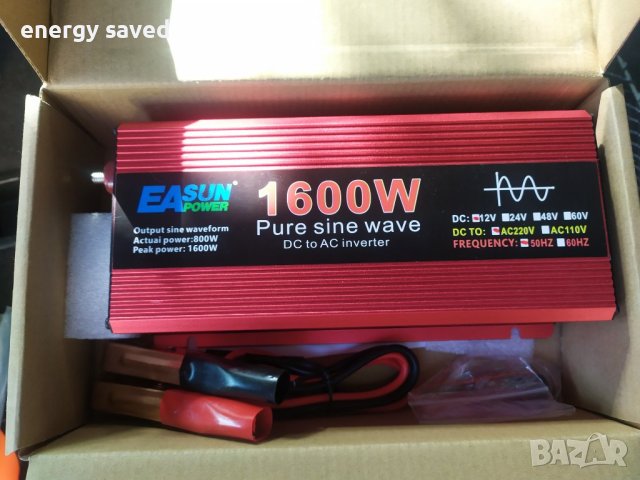 energy saved
EASUN
POWER
1600W
Pure sine wave
DC to AC inverter
Output sine waveform
Actuai power:800W
Peak power: 1600W
DC: 12V 24V 48V 60V
DC TO: AC220V AC110V
FREQUENCY: 50HZ 60HZ
BAZAR